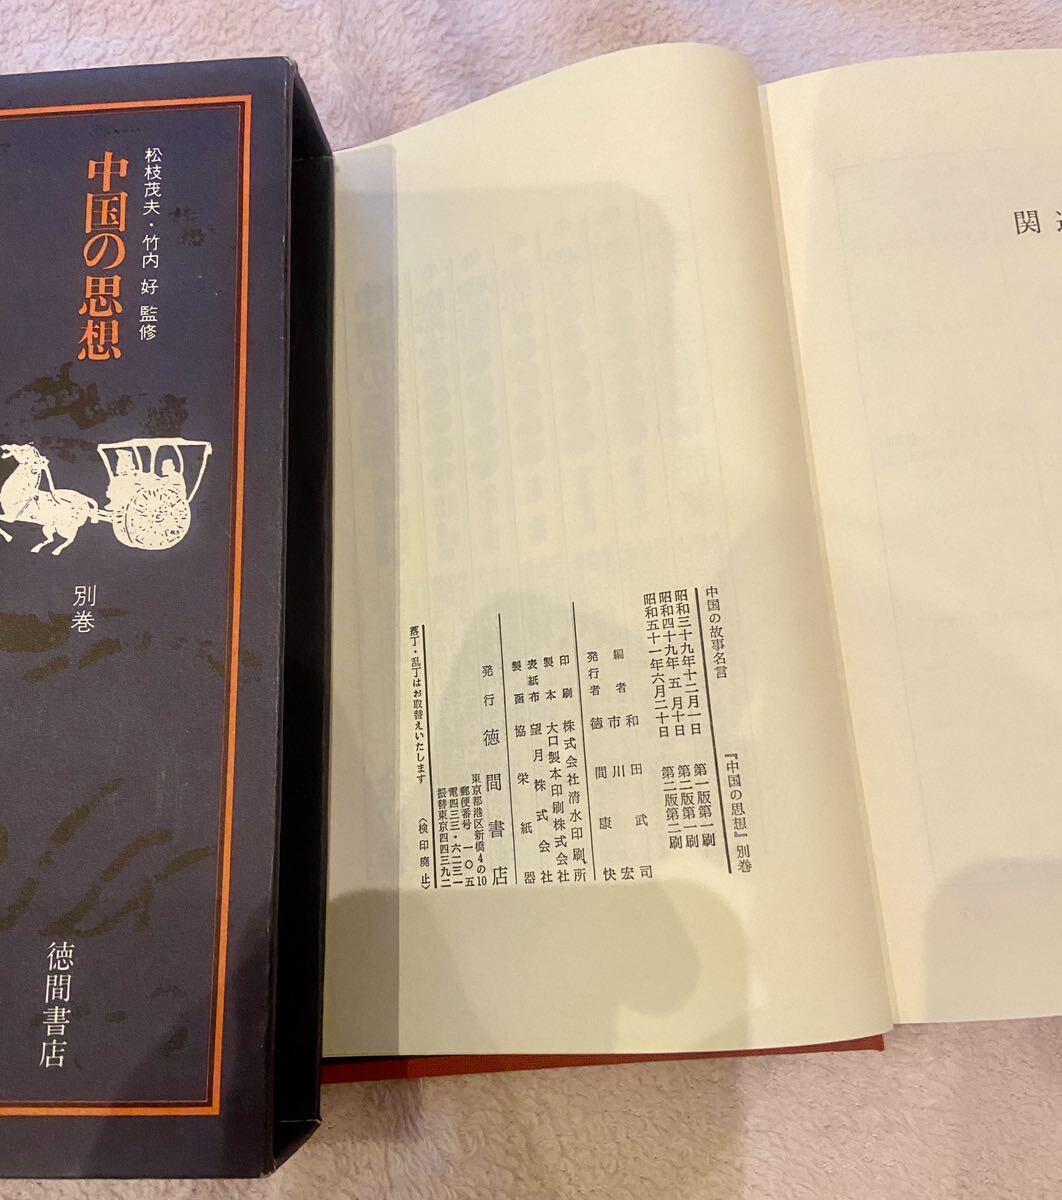 松枝茂夫・竹内 好 監修
中国の思想
別巻
徳間書店
中国の故事名言
『中国の思想』別巻
昭和三十九年十二月一日 第一版第一刷
昭和四十九年五月十日 第二版第一刷
昭和五十一年六月二十日 第二版第二刷
編者 和田武司
市川宏
発行者 徳間康快
印刷 株式会社清水印刷所
製本 大口製本印刷株式会社
表紙布 望月株式会社
製函 協栄紙器
発行 徳間書店
東京都港区新橋4の10
郵便番号 一〇五
電四三三・六二三一
振替東京四四三九二
〈検印廃止〉
落丁・乱丁はお取替えいたします
関